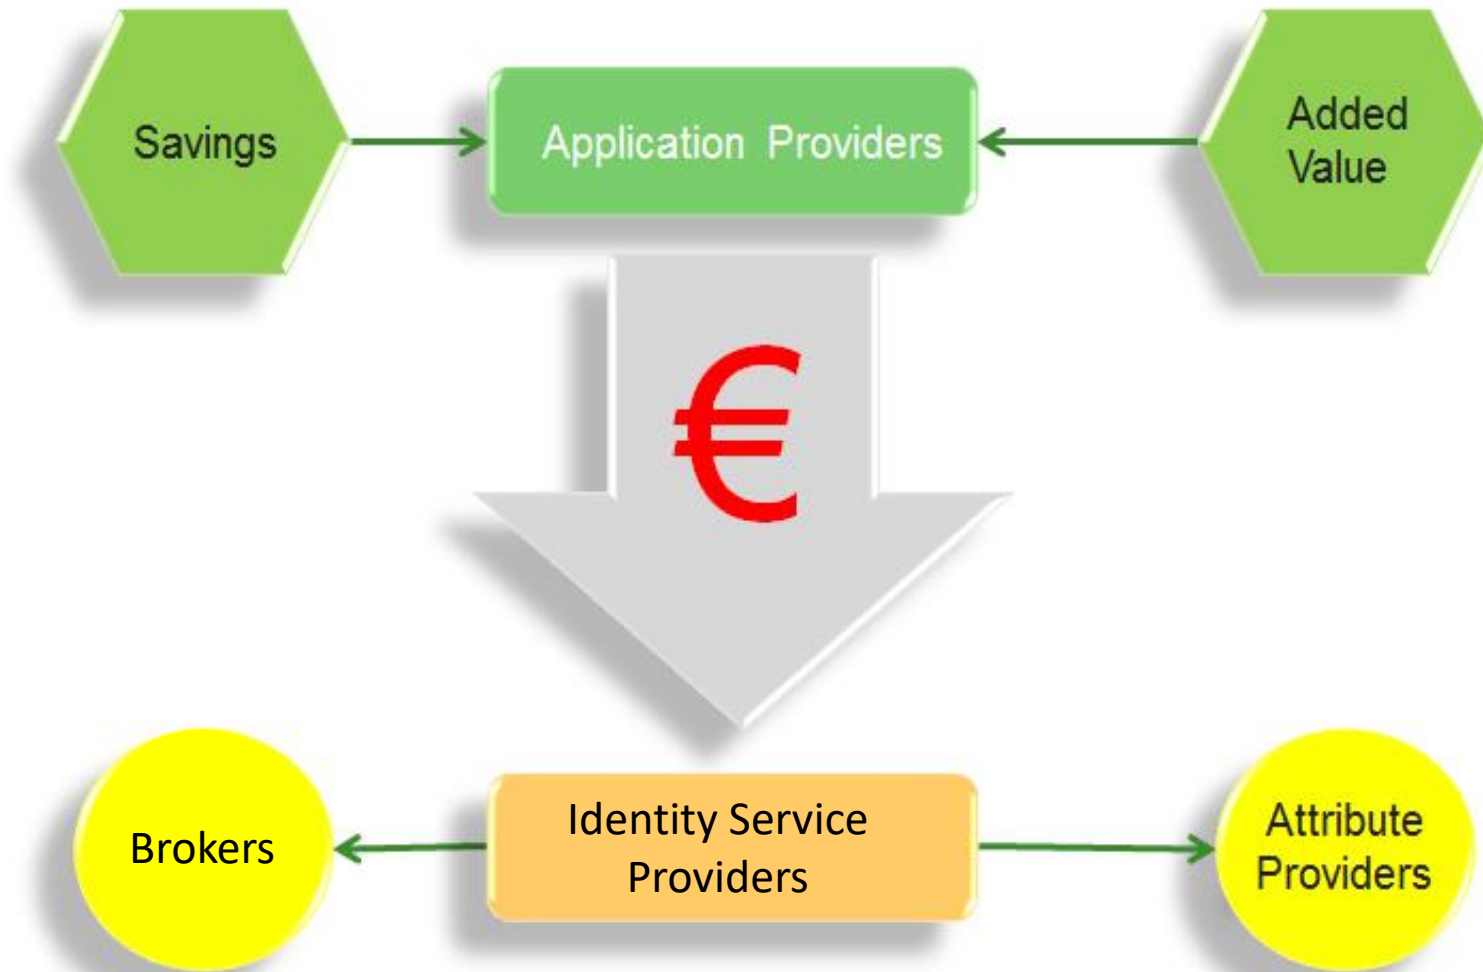 Savings
Application Providers
Added
Value
€
Brokers
Identity Service
Providers
Attribute
Providers